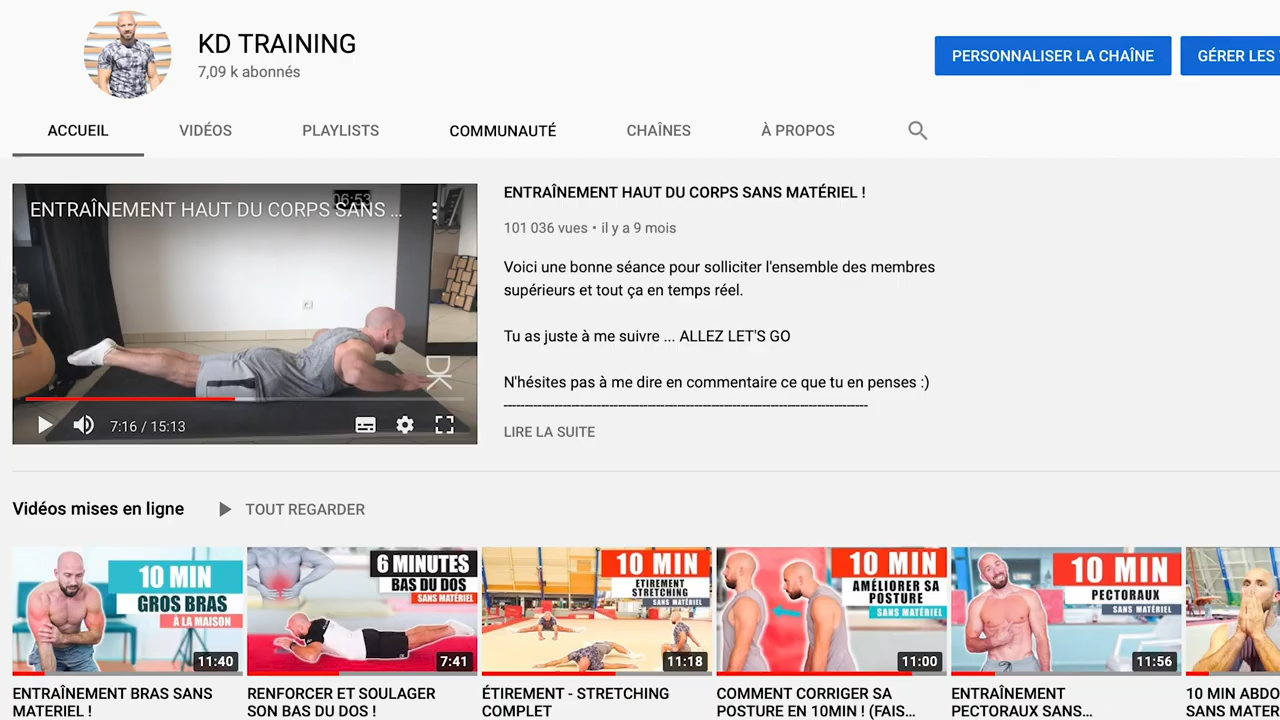 KD TRAINING
7,09 k abonnés
PERSONNALISER LA CHAÎNE
GÉRER LES
ACCUEIL
VIDÉOS
PLAYLISTS
COMMUNAUTÉ
CHAÎNES
À PROPOS
06:53
ENTRAÎNEMENT HAUT DU CORPS SANS ...
7:16 / 15:13
ENTRAÎNEMENT HAUT DU CORPS SANS MATÉRIEL !
101 036 vues • il y a 9 mois
Voici une bonne séance pour solliciter l'ensemble des membres
supérieurs et tout ça en temps réel.
Tu as juste à me suivre ... ALLEZ LET'S GO
N'hésites pas à me dire en commentaire ce que tu en penses :)
LIRE LA SUITE
Vidéos mises en ligne
TOUT REGARDER
10 MIN
GROS BRAS
À LA MAISON
11:40
ENTRAÎNEMENT BRAS SANS
MATERIEL !
6 MINUTES
BAS DU DOS
SANS MATÉRIEL
7:41
RENFORCER ET SOULAGER
SON BAS DU DOS !
10 MIN
ETIREMENT
STRETCHING
SANS MATÉRIEL
11:18
ÉTIREMENT - STRETCHING
COMPLET
10 MIN
AMÉLIORER SA
POSTURE
SANS MATÉRIEL
11:00
COMMENT CORRIGER SA
POSTURE EN 10MIN ! (FAIS...
10 MIN
PECTORAUX
SANS MATÉRIEL
11:56
ENTRAÎNEMENT
PECTORAUX SANS...
10 MIN ABDO
SANS MATER